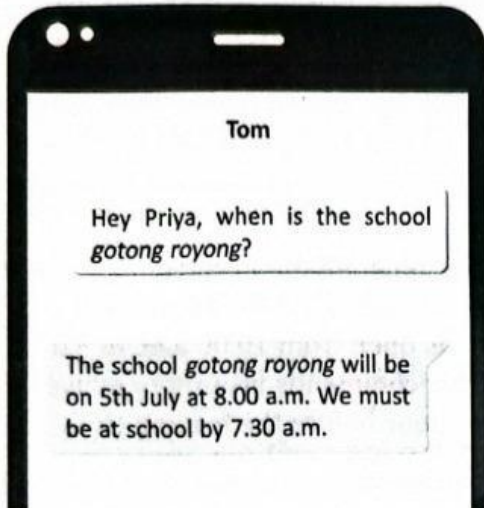 Tom
Hey Priya, when is the school
gotong royong?
The school gotong royong will be
on 5th July at 8.00 a.m. We must
be at school by 7.30 a.m.